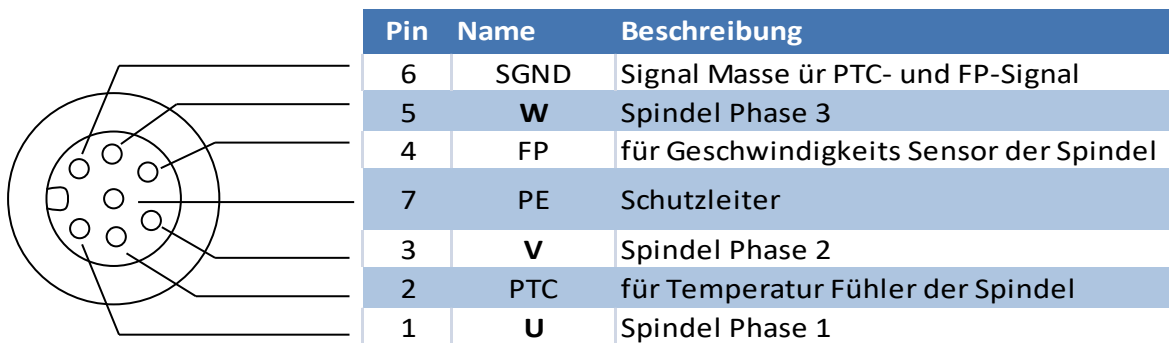 Pin Name Beschreibung
6 SGND Signal Masse ür PTC- und FP-Signal
5 W Spindel Phase 3
4 FP für Geschwindigkeits Sensor der Spindel
7 PE Schutzleiter
3 V Spindel Phase 2
2 PTC für Temperatur Fühler der Spindel
1 U Spindel Phase 1